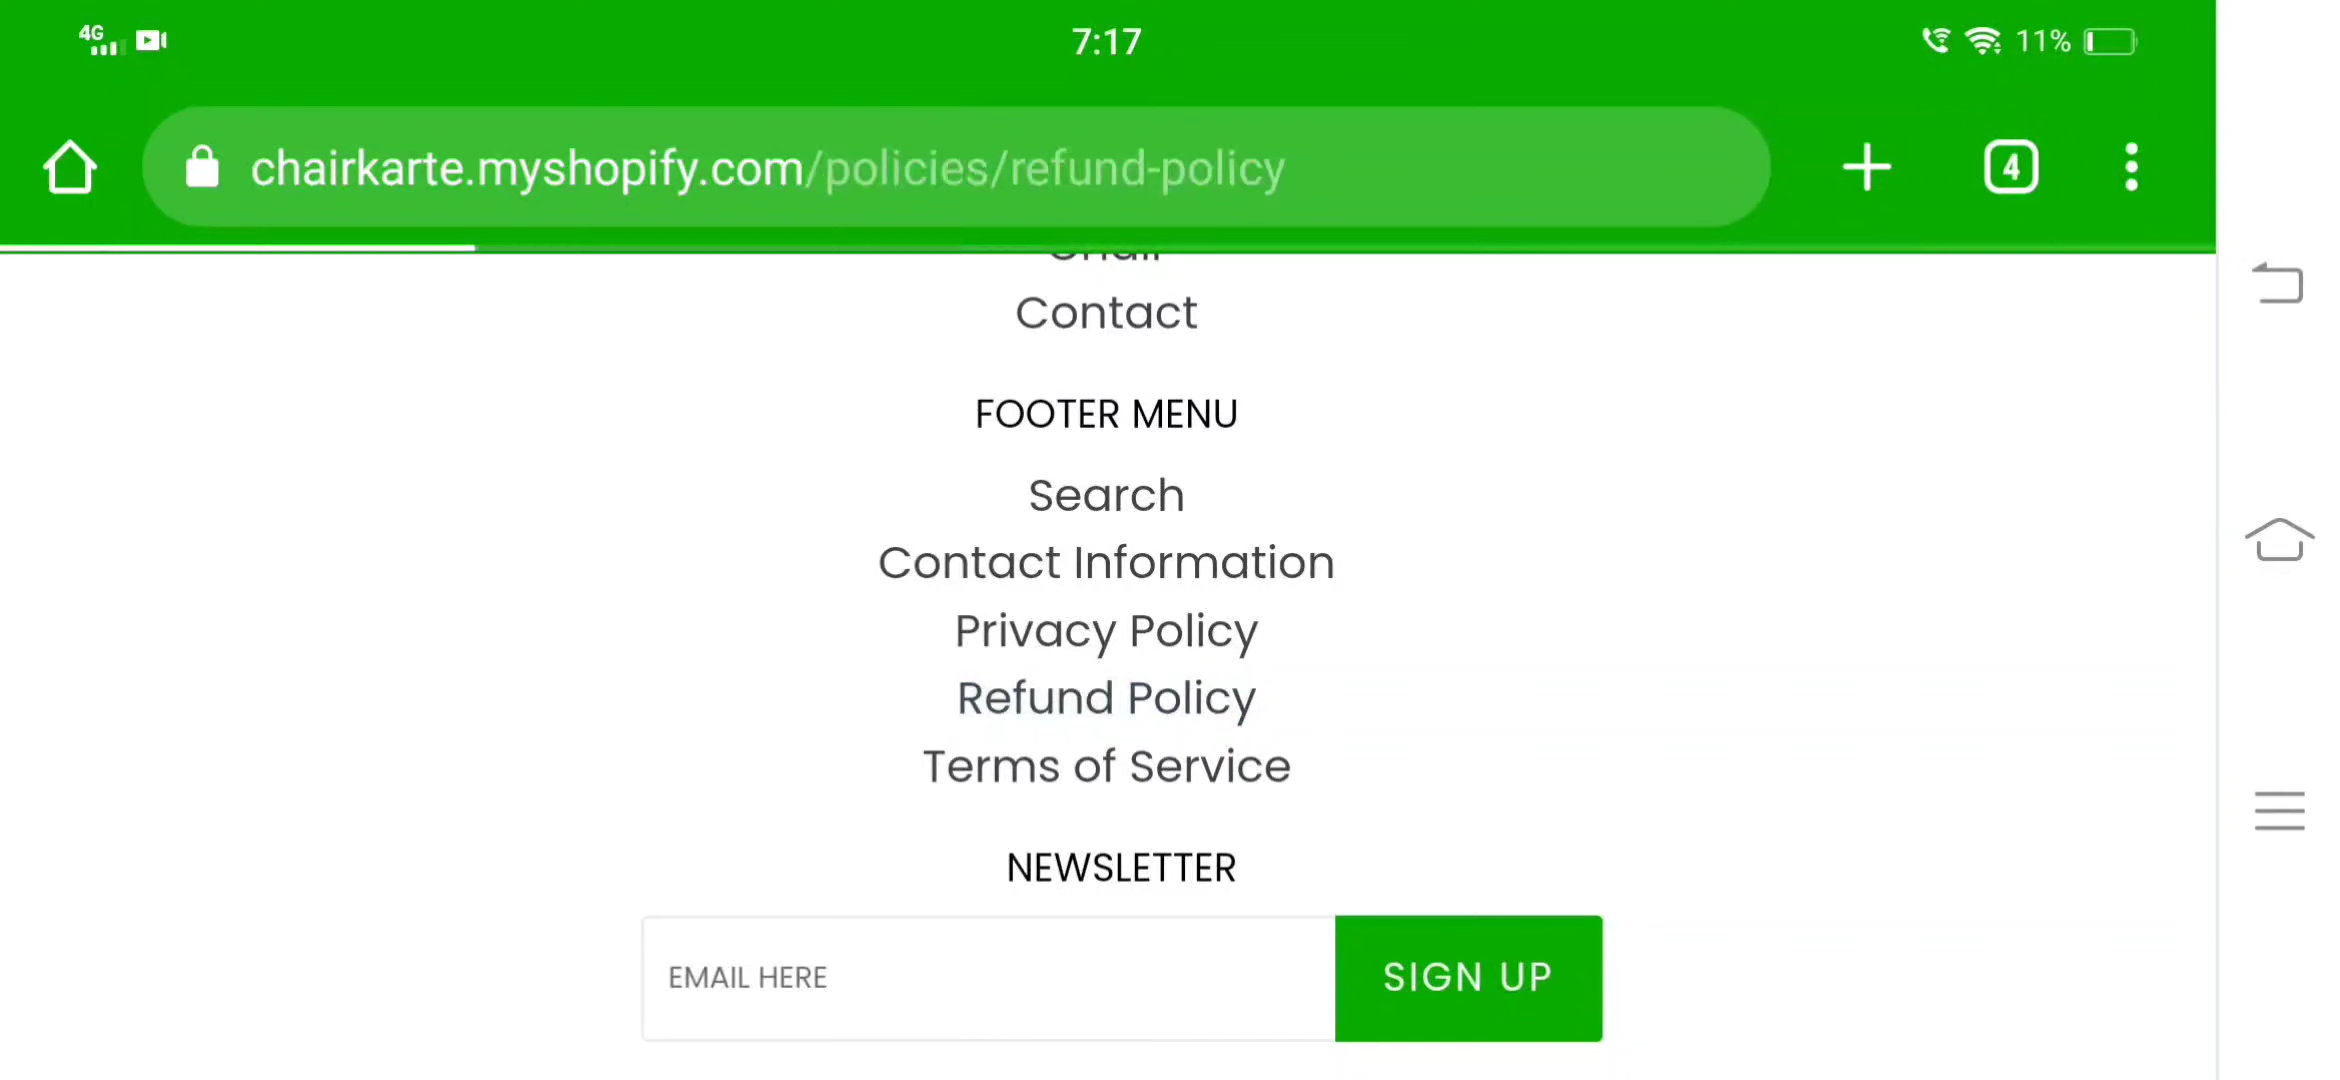 4G
7:17
11%
chairkarte.myshopify.com/policies/refund-policy
4
Contact
FOOTER MENU
Search
Contact Information
Privacy Policy
Refund Policy
Terms of Service
NEWSLETTER
EMAIL HERE
SIGN UP